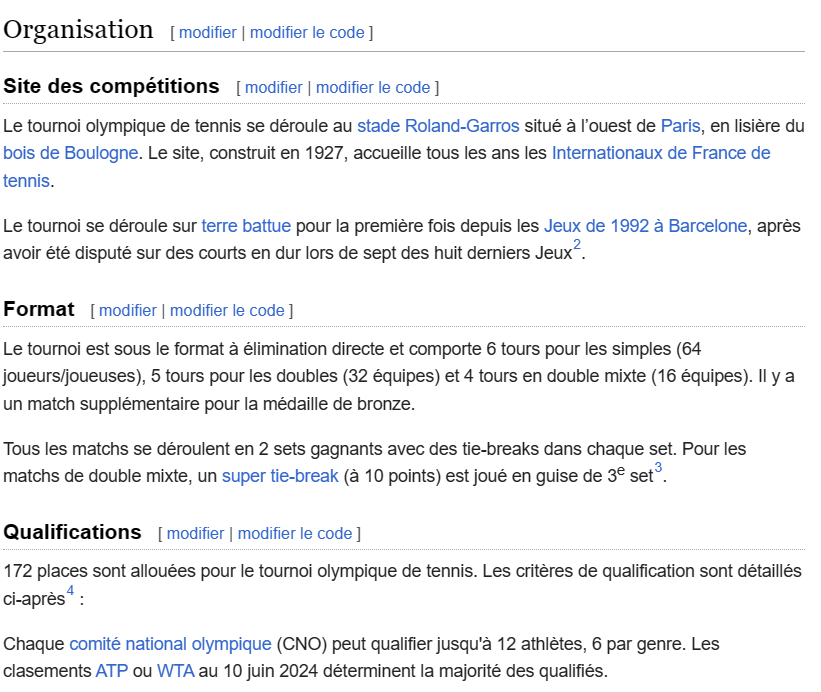 Organisation [ modifier | modifier le code ]
Site des compétitions [ modifier | modifier le code ]
Le tournoi olympique de tennis se déroule au stade Roland-Garros situé à l’ouest de Paris, en lisière du
bois de Boulogne. Le site, construit en 1927, accueille tous les ans les Internationaux de France de
tennis.
Le tournoi se déroule sur terre battue pour la première fois depuis les Jeux de 1992 à Barcelone, après
avoir été disputé sur des courts en dur lors de sept des huit derniers Jeux2.
Format [ modifier | modifier le code ]
Le tournoi est sous le format à élimination directe et comporte 6 tours pour les simples (64
joueurs/joueuses), 5 tours pour les doubles (32 équipes) et 4 tours en double mixte (16 équipes). Il y a
un match supplémentaire pour la médaille de bronze.
Tous les matchs se déroulent en 2 sets gagnants avec des tie-breaks dans chaque set. Pour les
matchs de double mixte, un super tie-break (à 10 points) est joué en guise de 3e set3.
Qualifications [ modifier | modifier le code ]
172 places sont allouées pour le tournoi olympique de tennis. Les critères de qualification sont détaillés
ci-après4 :
Chaque comité national olympique (CNO) peut qualifier jusqu'à 12 athlètes, 6 par genre. Les
clasements ATP ou WTA au 10 juin 2024 déterminent la majorité des qualifiés.